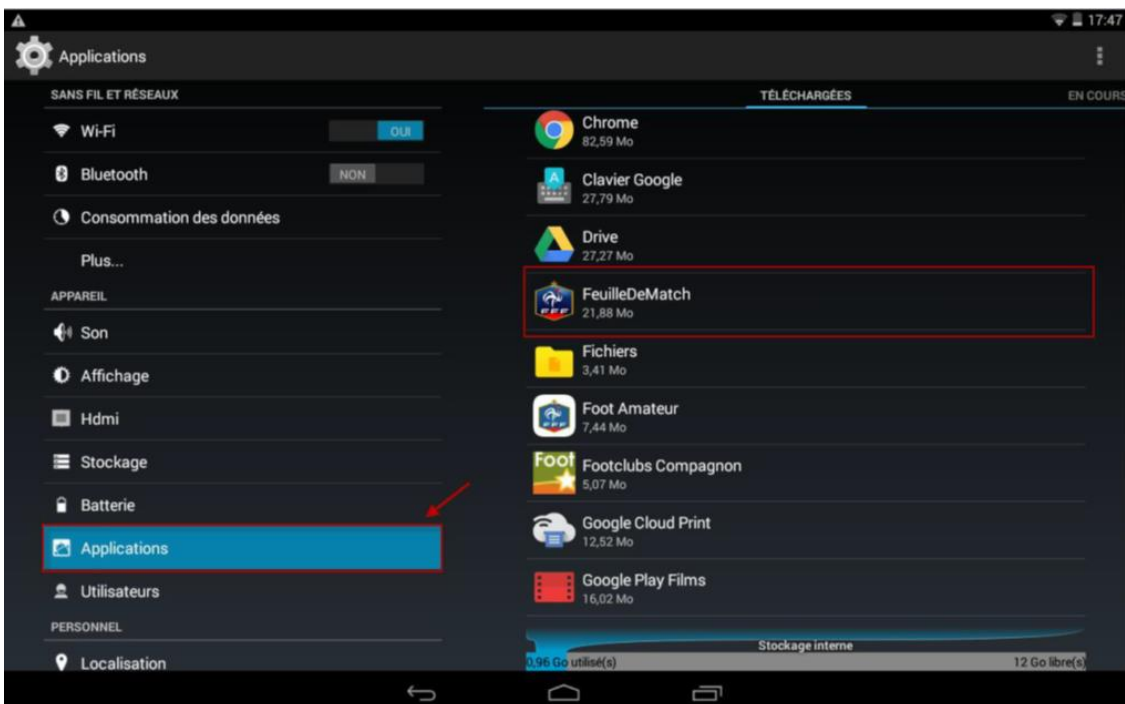 17:47
Applications
SANS FIL ET RÉSEAUX
Wi-Fi
OUI
Bluetooth
NON
Consommation des données
Plus...
APPAREIL
Son
Affichage
Hdmi
Stockage
Batterie
Applications
Utilisateurs
PERSONNEL
Localisation
TÉLÉCHARGÉES
EN COURS
Chrome
82,59 Mo
Clavier Google
27,79 Mo
Drive
27,27 Mo
FeuilleDeMatch
21,88 Mo
Fichiers
3,41 Mo
Foot Amateur
7,44 Mo
Foot
Footclubs Compagnon
5,07 Mo
Google Cloud Print
12,52 Mo
Google Play Films
16,02 Mo
Stockage interne
0,96 Go utilisé(s)
12 Go libre(s)